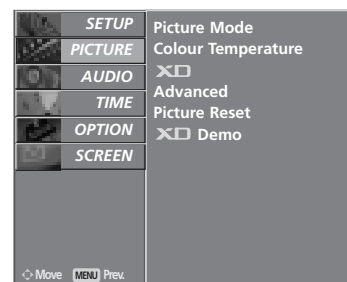 SETUP
PICTURE
AUDIO
TIME
OPTION
SCREEN
Move MENU Prev.
Picture Mode
Colour Temperature
XD
Advanced
Picture Reset
XD Demo